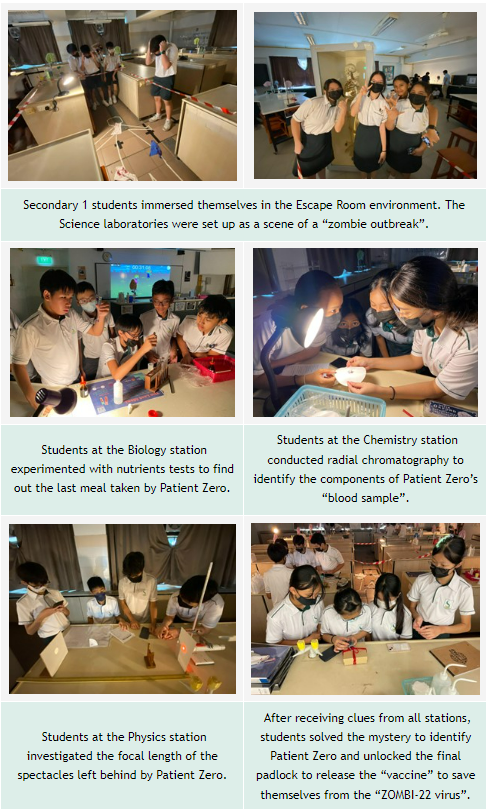 Secondary 1 students immersed themselves in the Escape Room environment. The
Science laboratories were set up as a scene of a “zombie outbreak”.
Students at the Biology station
experimented with nutrients tests to find
out the last meal taken by Patient Zero.
Students at the Chemistry station
conducted radial chromatography to
identify the components of Patient Zero’s
“blood sample”.
Students at the Physics station
investigated the focal length of the
spectacles left behind by Patient Zero.
After receiving clues from all stations,
students solved the mystery to identify
Patient Zero and unlocked the final
padlock to release the “vaccine” to save
themselves from the “ZOMBI-22 virus”.